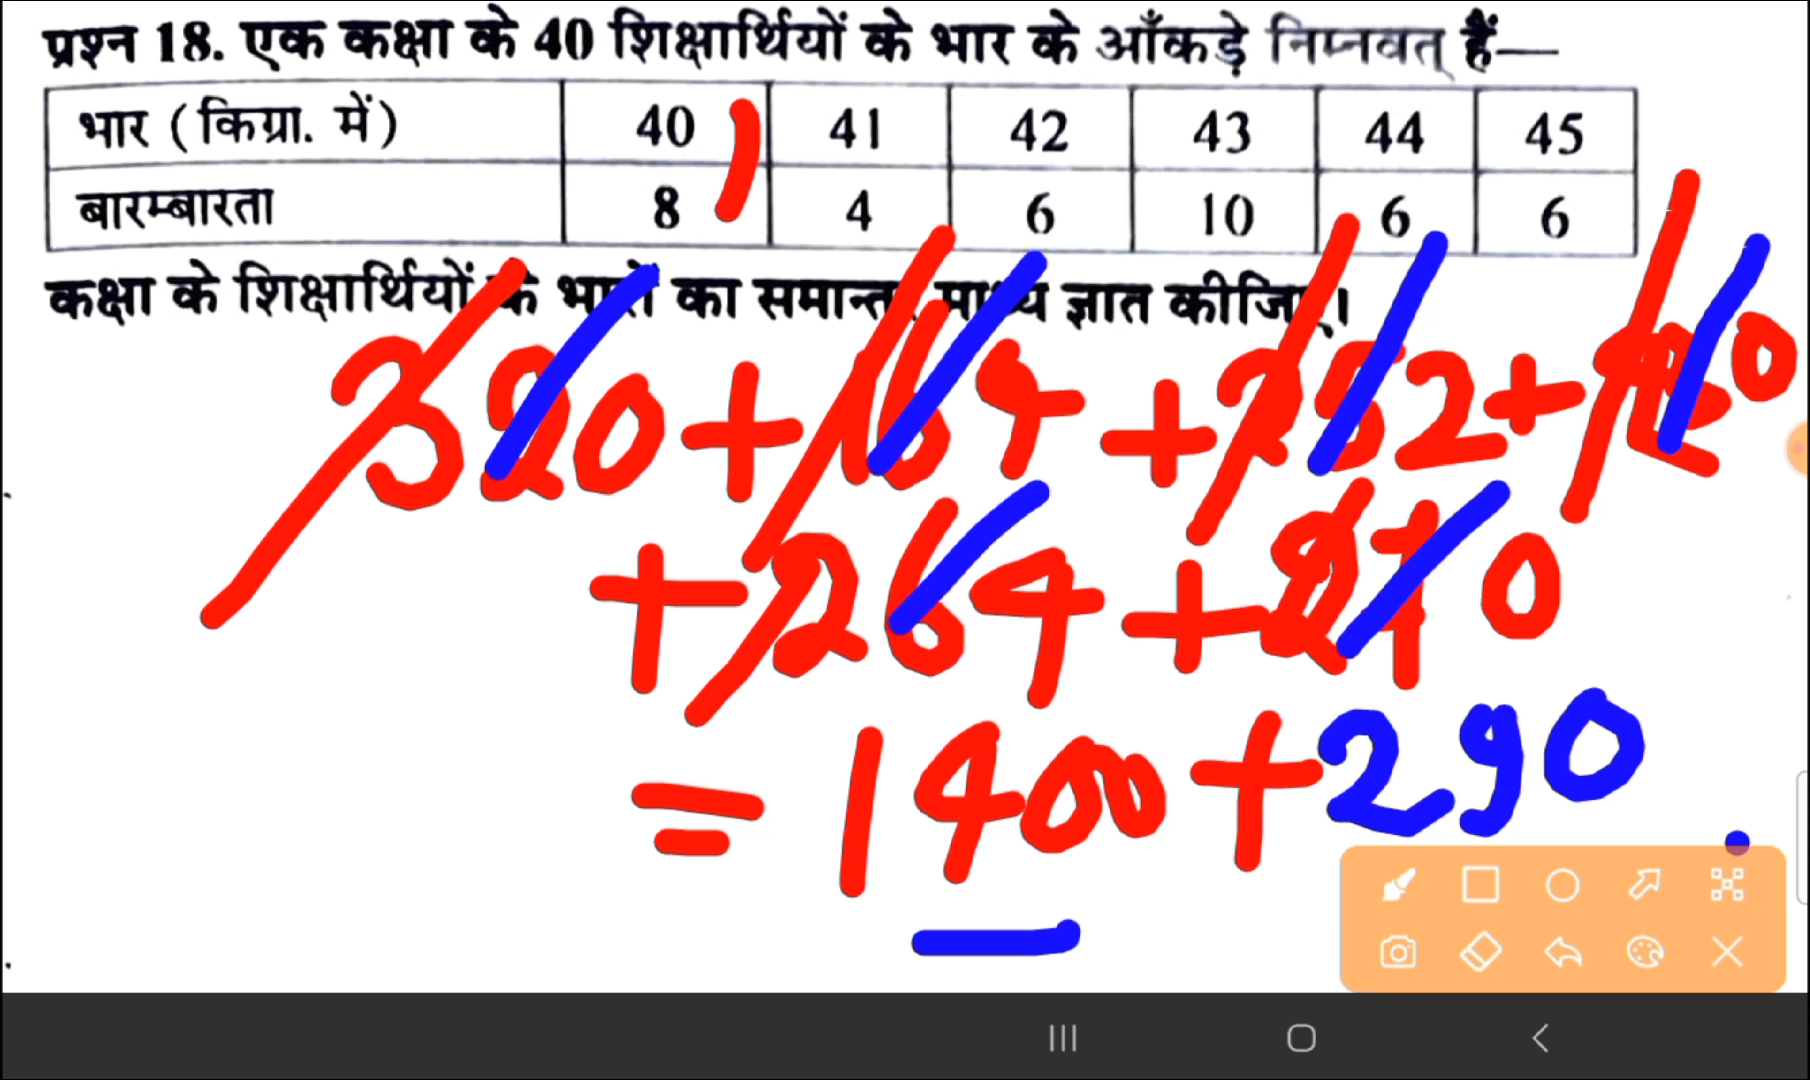 प्रश्न 18. एक कक्षा के 40 शिक्षार्थियों के भार के आँकड़े निम्नवत् हैं—
भार (किग्रा. में) 40 41 42 43 44 45
बारम्बारता 8 4 6 10 6 6
कक्षा के शिक्षार्थियों के भारों का समान्तर माध्य ज्ञात कीजिए।
320+164+252+
+264+270
=1400+290